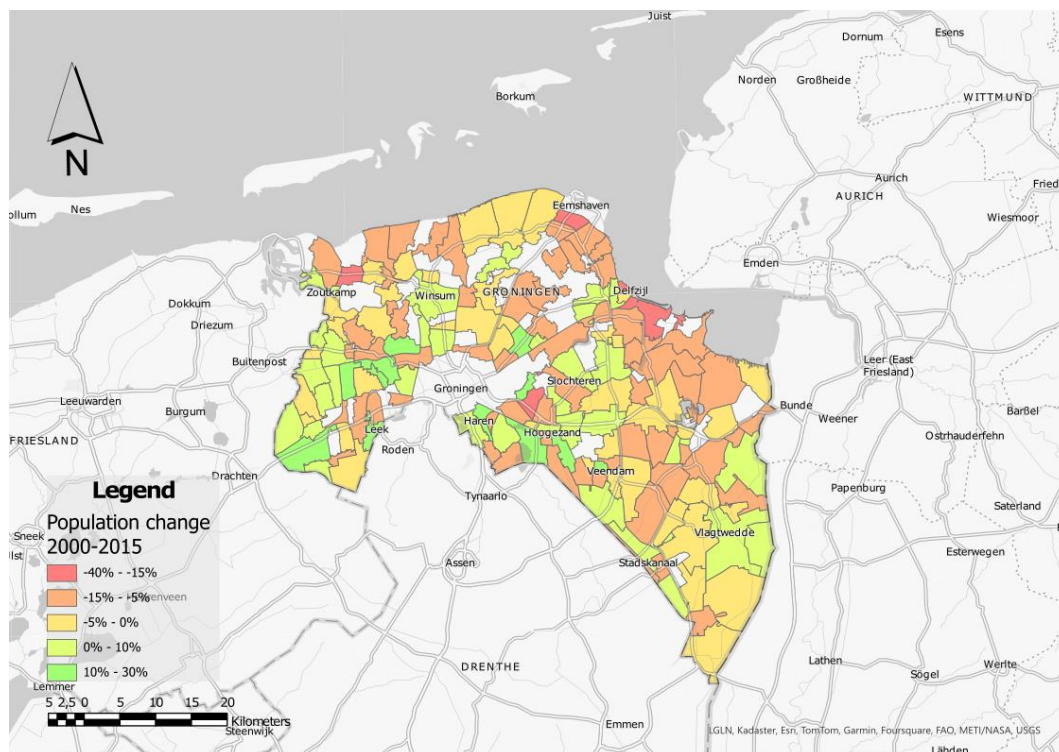 Juist
Dornum
Esens
Norden
Großheide
WITTMUND
Borkum
Aurich
Fried
AURICH
Nes
ollum
Wiesmoor
N
Eemshaven
Emden
Zoutkamp
Winsum
GRONINGEN
Delfzijl
Dokkum
Driezum
Buitenpost
Leer (East
Friesland)
Groningen
Slochteren
Leeuwarden
Burgum
Bunde
Weener
Barßel
FRIESLAND
Leek
Haren
Hoogezand
Ostrhauderfehn
Roden
Drachten
Veendam
Tynaarlo
Papenburg
Saterland
Legend
Population change
2000-2015
Sneek
Vlagtwedde
Esterwegen
Assen
Stadskanaal
-40% - -15%
-15% - -5%
-5% - 0%
0% - 10%
10% - 30%
DRENTHE
Lathen
Sögel
Werlte
Lemmer
5 2,5 0 5 10 15 20
Kilometers
Steenwijk
Emmen
LGLN, Kadaster, Esri, TomTom, Garmin, Foursquare, FAO, METI/NASA, USGS
Lähden